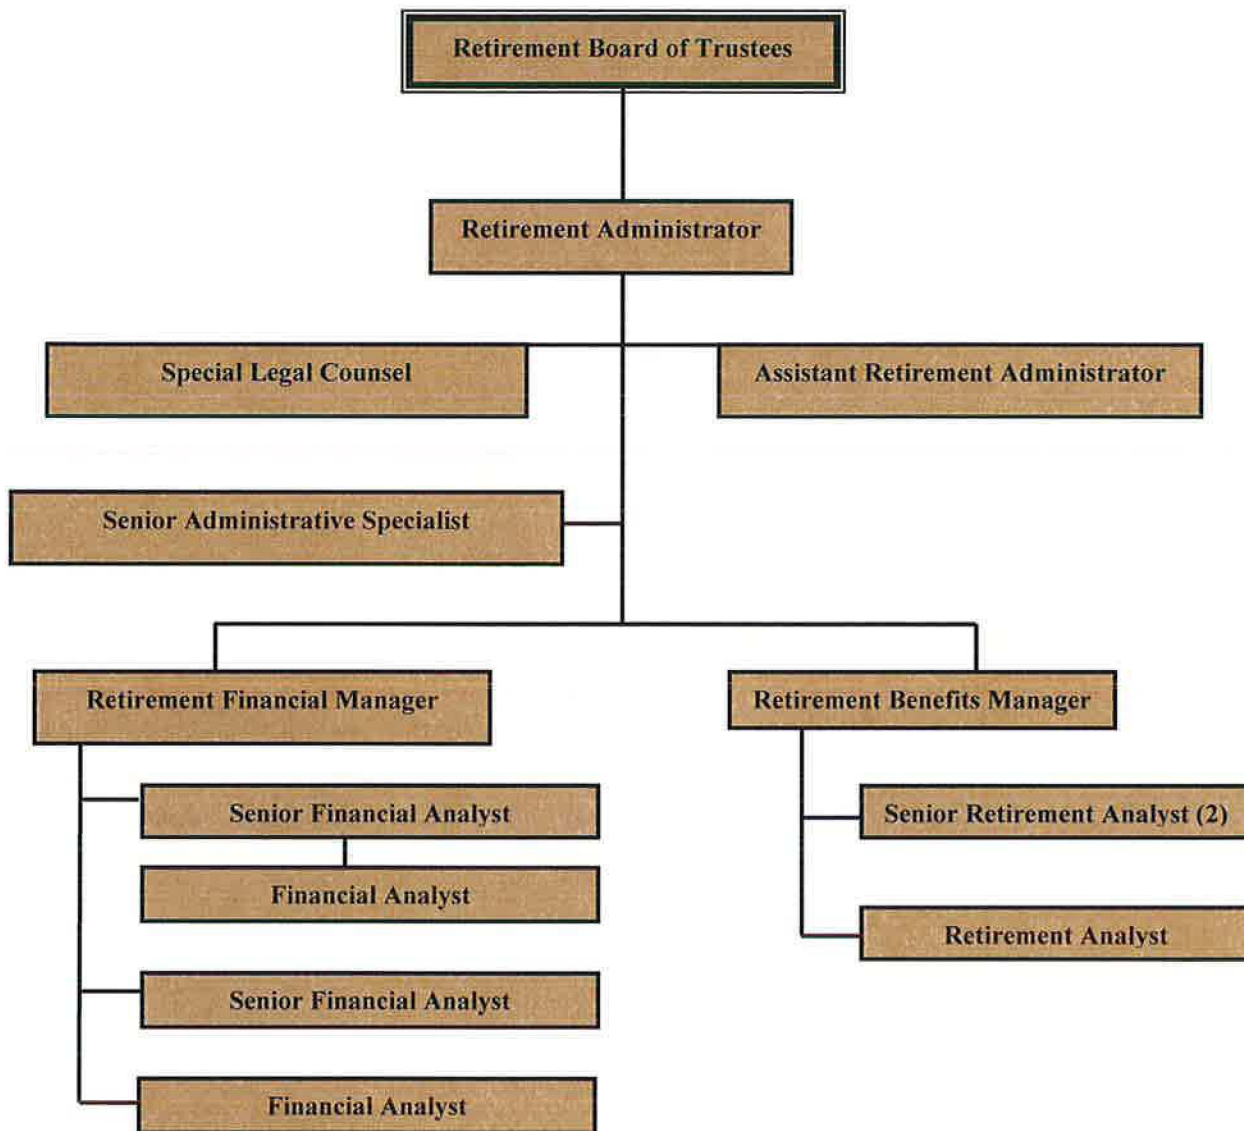 Retirement Board of Trustees
Retirement Administrator
Special Legal Counsel
Assistant Retirement Administrator
Senior Administrative Specialist
Retirement Financial Manager
Retirement Benefits Manager
Senior Financial Analyst
Senior Retirement Analyst (2)
Financial Analyst
Retirement Analyst
Senior Financial Analyst
Financial Analyst